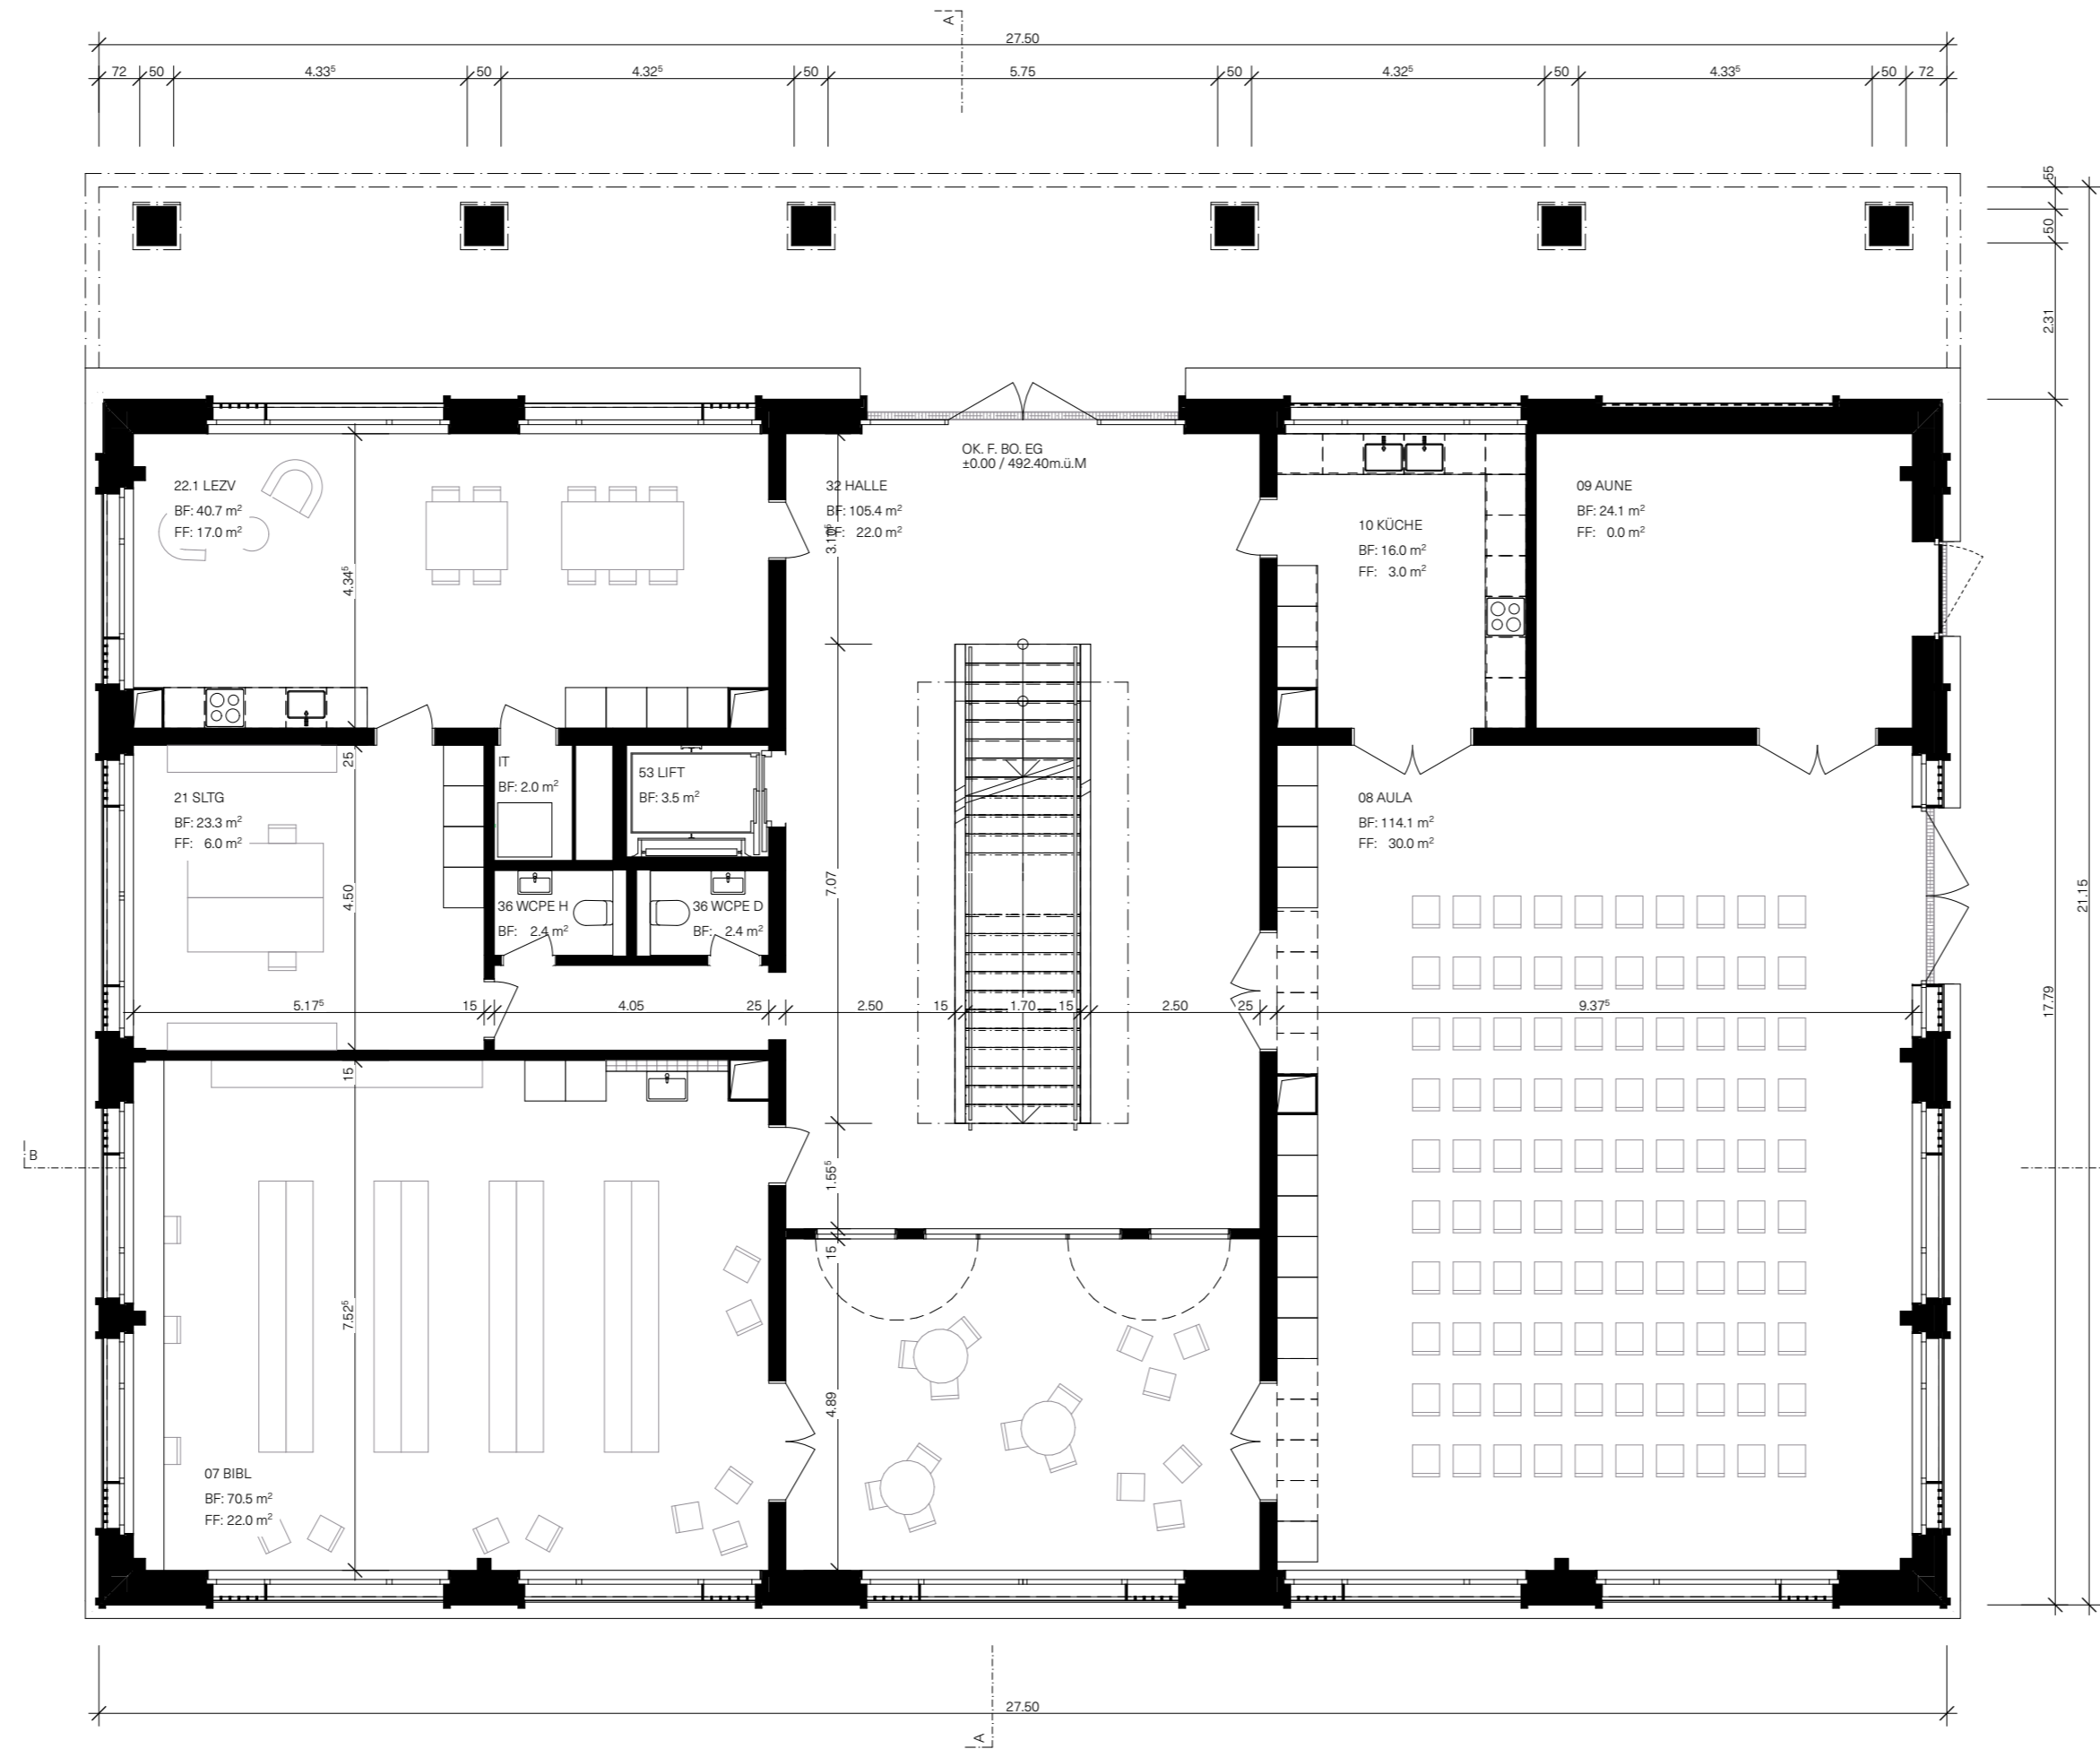 A
27.50
72 50 4.33⁵ 50 4.32⁵ 50 5.75 50 4.32⁵ 50 4.33⁵ 50 72
55
50
2.31
OK. F. BO. EG
±0.00 / 492.40m.ü.M
22.1 LEZV
BF: 40.7 m²
FF: 17.0 m²
32 HALLE
BF: 105.4 m²
FF: 22.0 m²
10 KÜCHE
BF: 16.0 m²
FF: 3.0 m²
09 AUNE
BF: 24.1 m²
FF: 0.0 m²
4.34⁵
25
21 SLTG
BF: 23.3 m²
FF: 6.0 m²
IT
BF: 2.0 m²
53 LIFT
BF: 3.5 m²
08 AULA
BF: 114.1 m²
FF: 30.0 m²
4.50
7.07
36 WCPE H
BF: 2.4 m²
36 WCPE D
BF: 2.4 m²
21.15
17.79
5.17⁵ 15 4.05 25 2.50 15 1.70 15 2.50 25 9.37⁵
15
B
1.55⁵
15
7.52⁵
4.89
07 BIBL
BF: 70.5 m²
FF: 22.0 m²
27.50
A